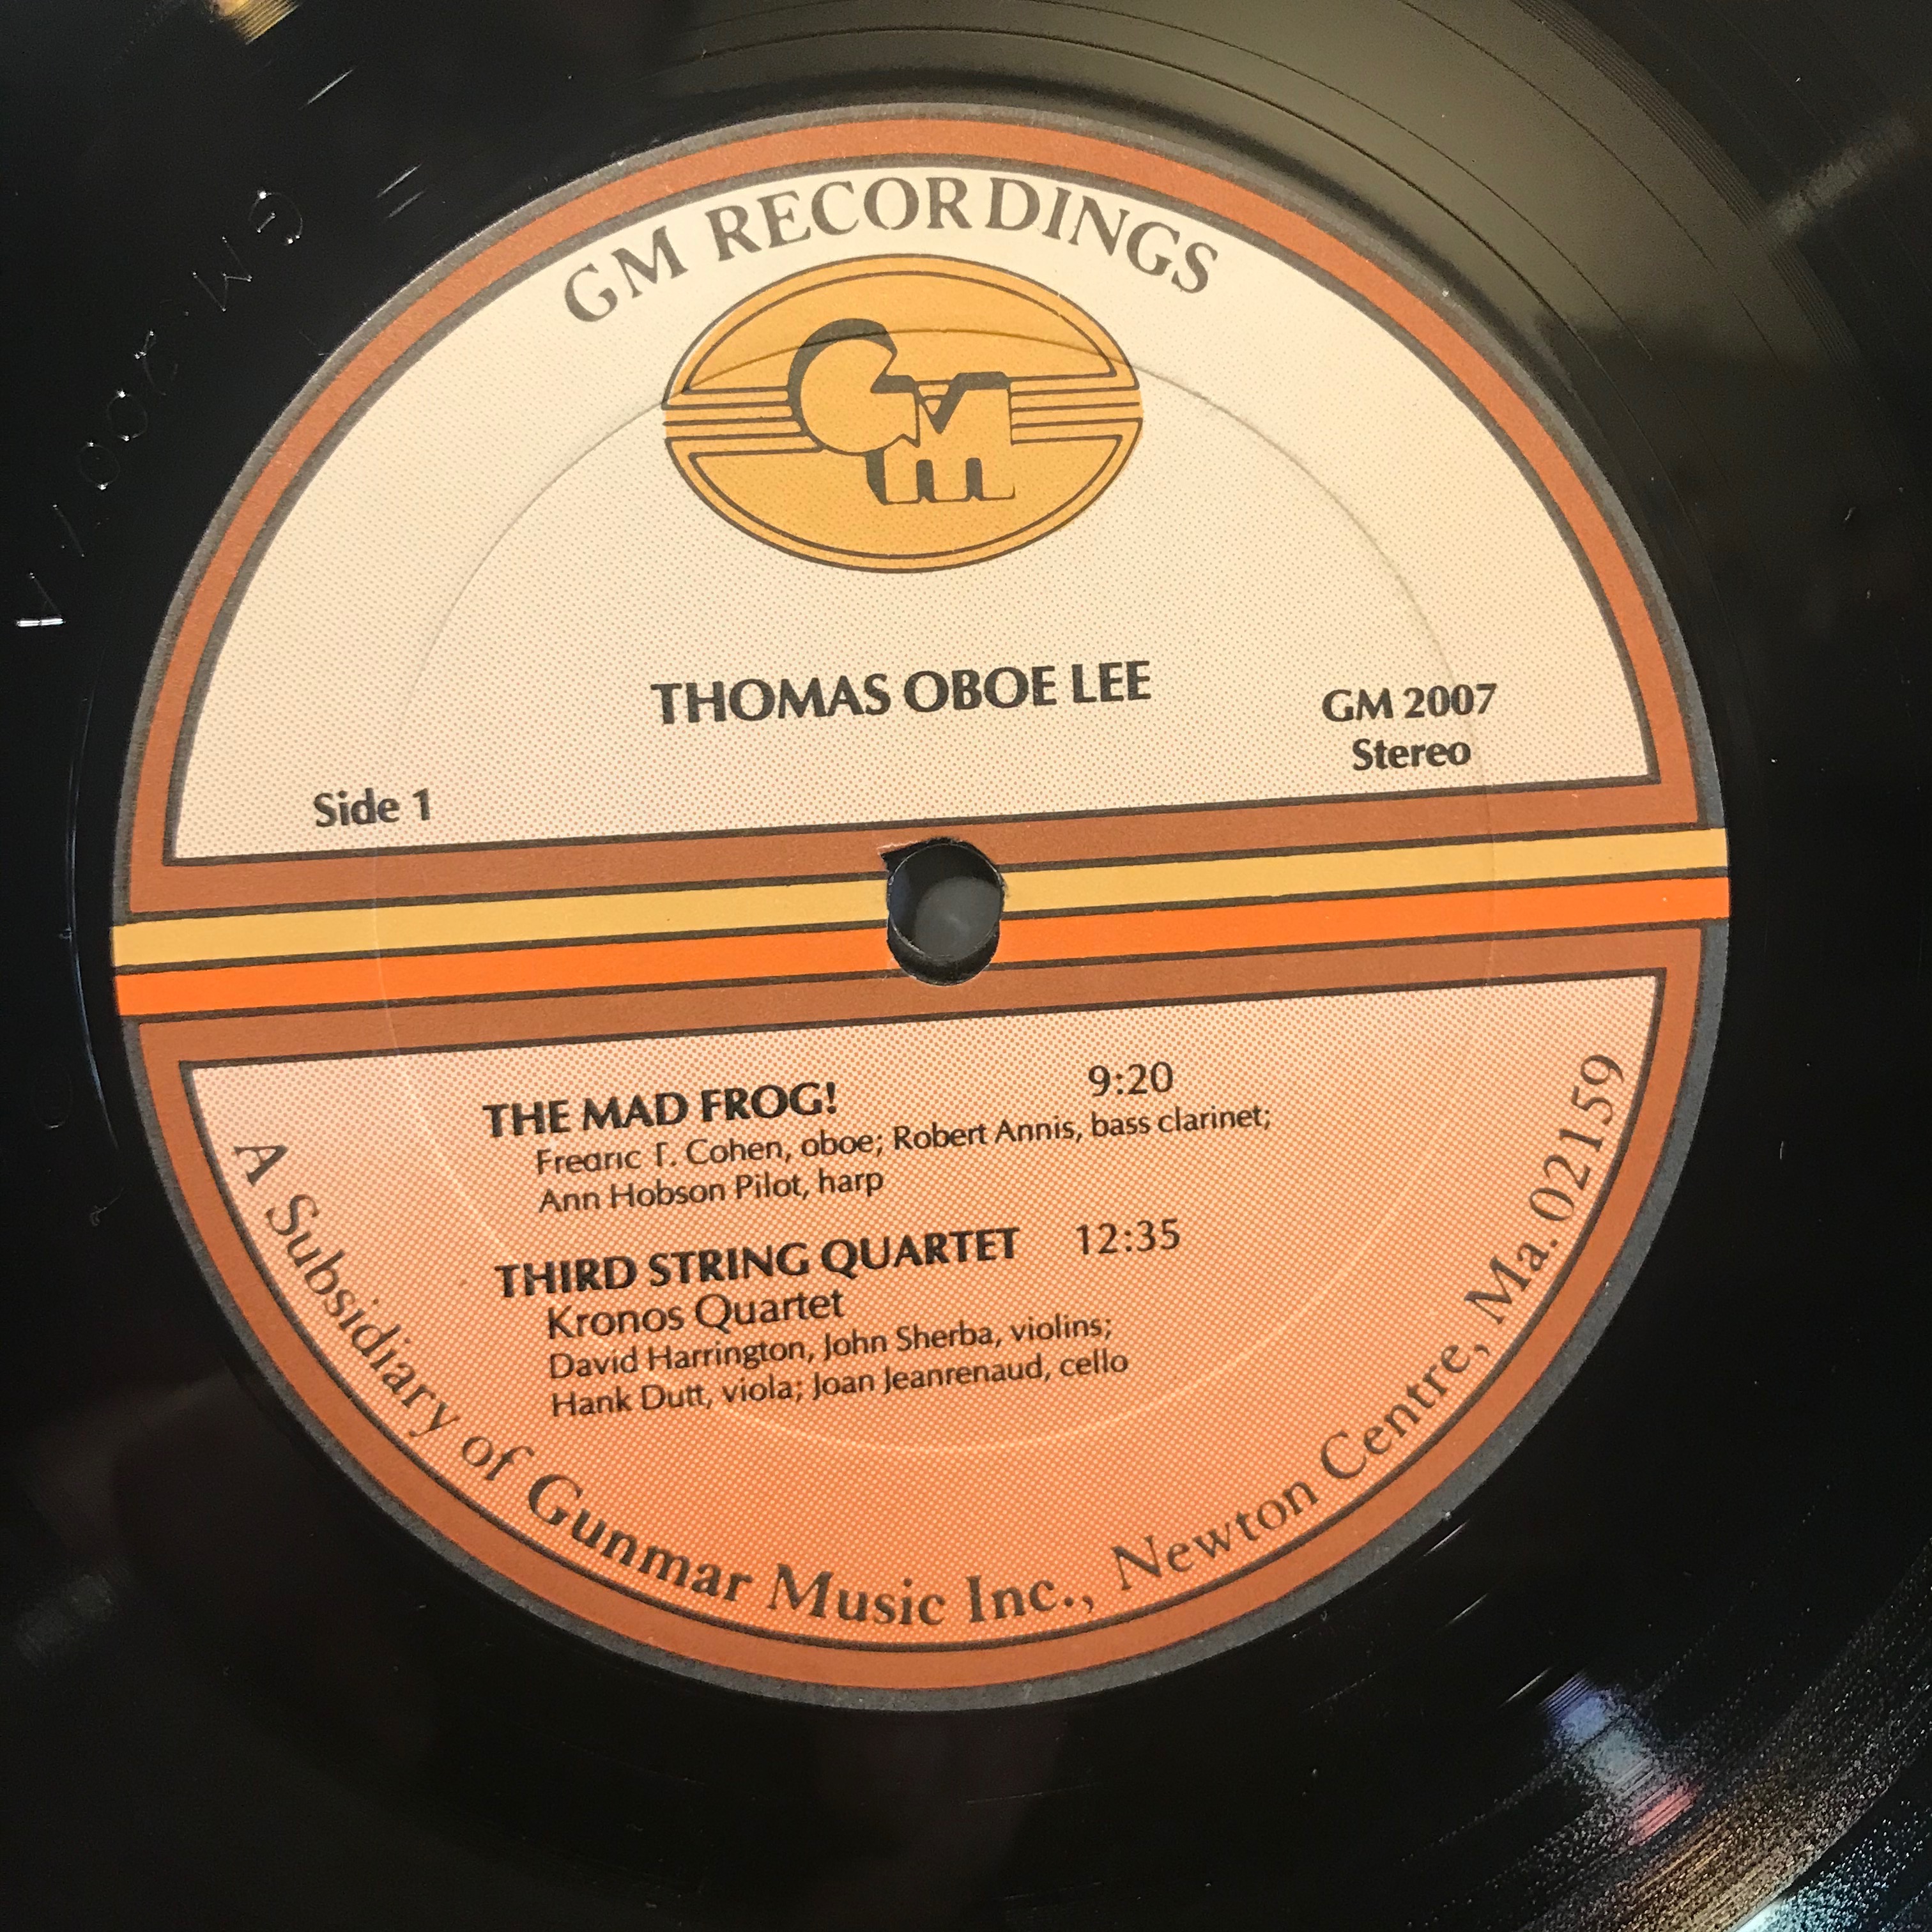 GM RECORDINGS
GM
THOMAS OBOE LEE
GM 2007
Stereo
Side 1
THE MAD FROG! 9:20
Fredric T. Cohen, oboe; Robert Annis, bass clarinet;
Ann Hobson Pilot, harp
THIRD STRING QUARTET 12:35
Kronos Quartet
David Harrington, John Sherba, violins;
Hank Dutt, viola; Joan Jeanrenaud, cello
A Subsidiary of Gunmar Music Inc., Newton Centre, Ma. 02159